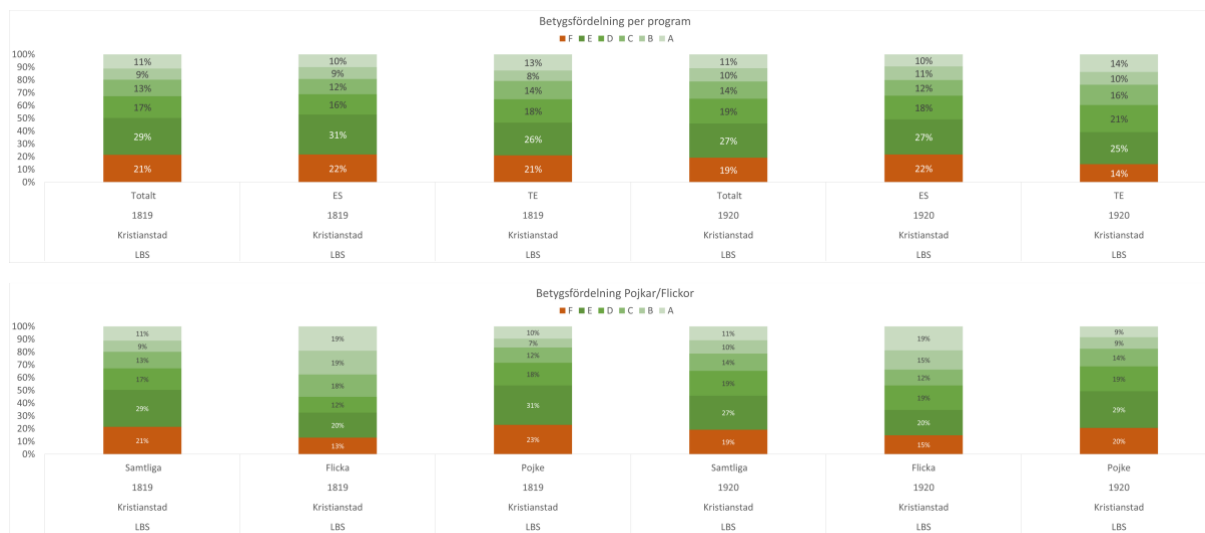 Betygsfördelning per program
F E D C B A
100% 11% 10% 13% 11% 10% 14%
90% 9% 9% 8% 10% 11% 10%
80% 13% 12% 14% 14% 12% 16%
70% 17% 16% 18% 19% 18% 21%
60%
50%
40% 29% 31% 26% 27% 27% 25%
30%
20%
10% 21% 22% 21% 19% 22% 14%
0%
Totalt ES TE Totalt ES TE
1819 1819 1819 1920 1920 1920
Kristianstad Kristianstad Kristianstad Kristianstad Kristianstad Kristianstad
LBS LBS LBS LBS LBS LBS
Betygsfördelning Pojkar/Flickor
F E D C B A
100% 11% 19% 10% 11% 19% 9%
90% 9% 19% 7% 10% 15% 9%
80% 13% 18% 12% 14% 12% 14%
70% 17% 12% 18% 19% 19% 19%
60%
50%
40% 29% 20% 31% 27% 20% 29%
30%
20%
10% 21% 13% 23% 19% 15% 20%
0%
Samtliga Flicka Pojke Samtliga Flicka Pojke
1819 1819 1819 1920 1920 1920
Kristianstad Kristianstad Kristianstad Kristianstad Kristianstad Kristianstad
LBS LBS LBS LBS LBS LBS